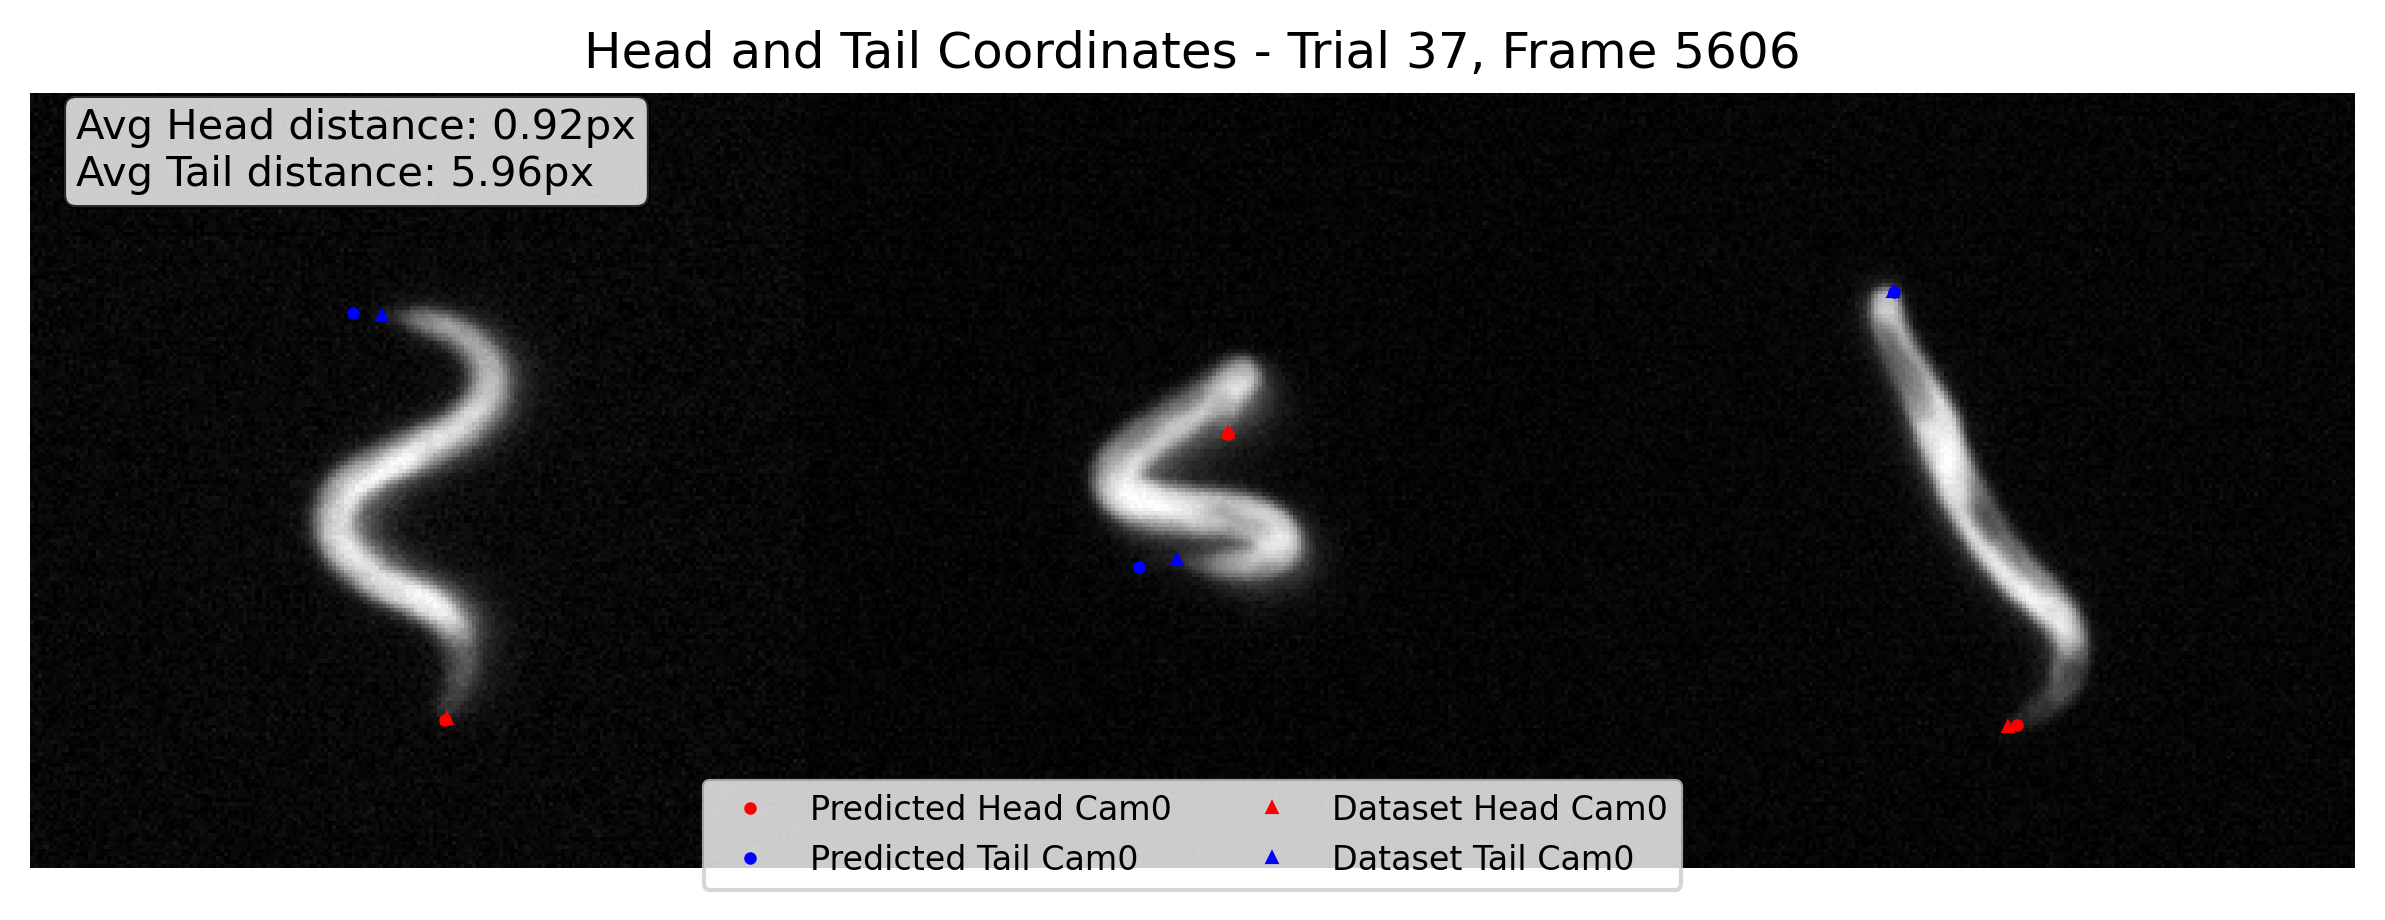 Head and Tail Coordinates - Trial 37, Frame 5606
Avg Head distance: 0.92px
Avg Tail distance: 5.96px
Predicted Head Cam0
Predicted Tail Cam0
Dataset Head Cam0
Dataset Tail Cam0